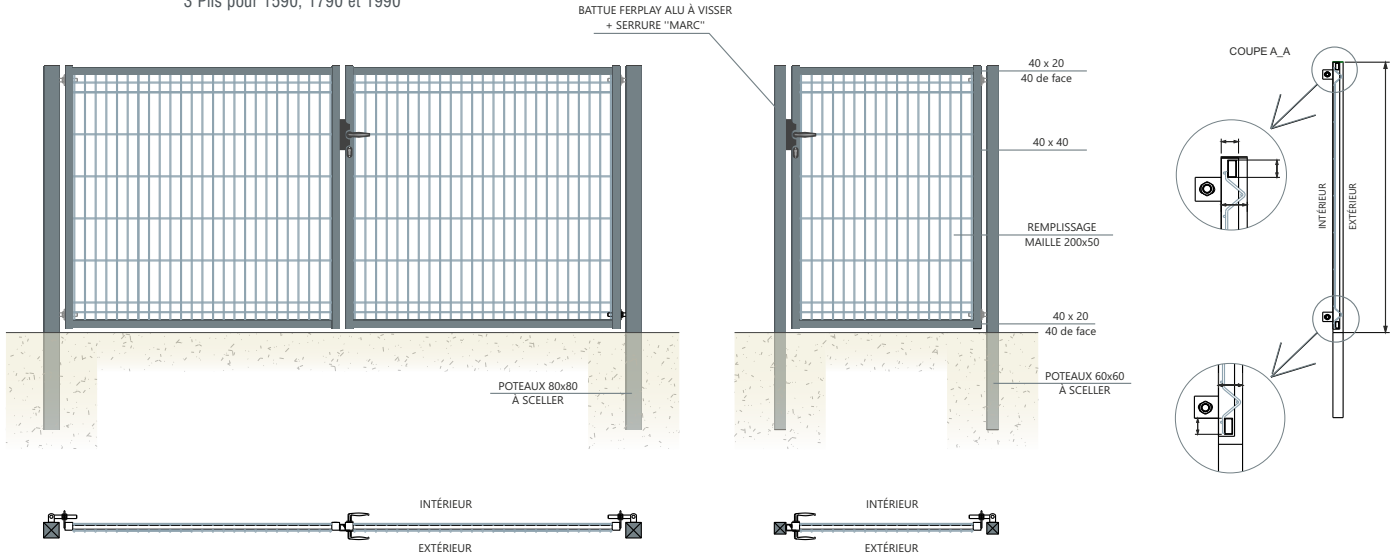 3 Plis pour 1590, 1790 et 1990
BATTUE FERPLAY ALU À VISSER
+ SERRURE "MARC"
40 x 20
40 de face
40 x 40
REMPLISSAGE
MAILLE 200x50
40 x 20
40 de face
POTEAUX 80x80
À SCELLER
POTEAUX 60x60
À SCELLER
COUPE A_A
INTÉRIEUR
EXTÉRIEUR
INTÉRIEUR
EXTÉRIEUR
INTÉRIEUR
EXTÉRIEUR